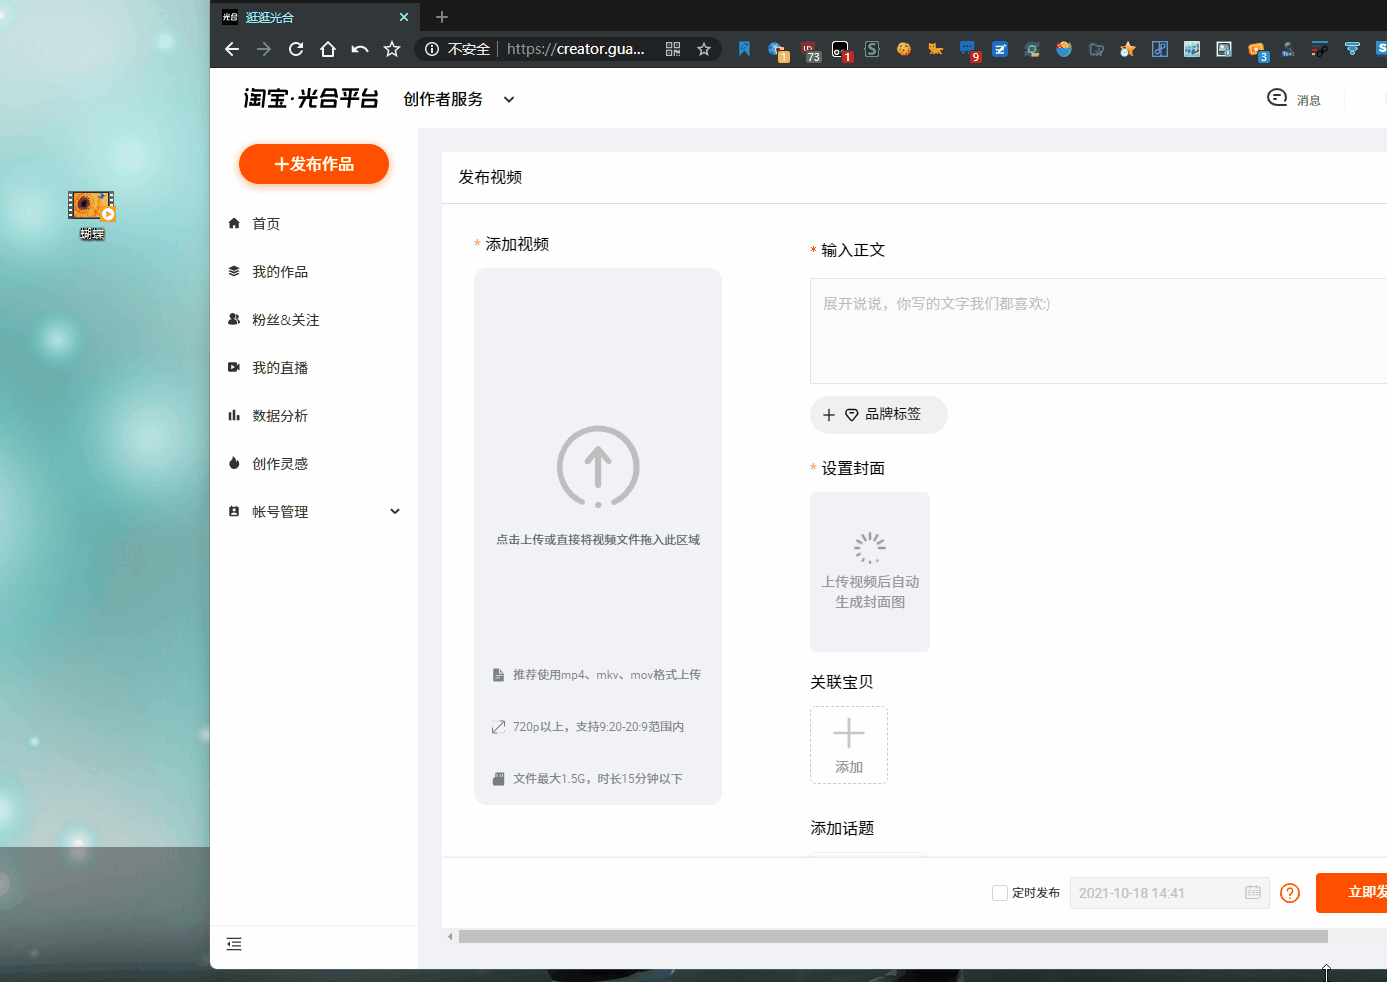 光合 逛逛光合
不安全 https://creator.gua...
1
73
1
9
3
淘宝·光合平台 创作者服务
消息
+发布作品
首页
我的作品
粉丝&关注
我的直播
数据分析
创作灵感
帐号管理
蝴蝶
发布视频
* 添加视频
点击上传或直接将视频文件拖入此区域
推荐使用mp4、mkv、mov格式上传
720p以上，支持9:20-20:9范围内
文件最大1.5G，时长15分钟以下
* 输入正文
展开说说，你写的文字我们都喜欢:)
品牌标签
* 设置封面
上传视频后自动
生成封面图
关联宝贝
添加
添加话题
定时发布 2021-10-18 14:41
立即发